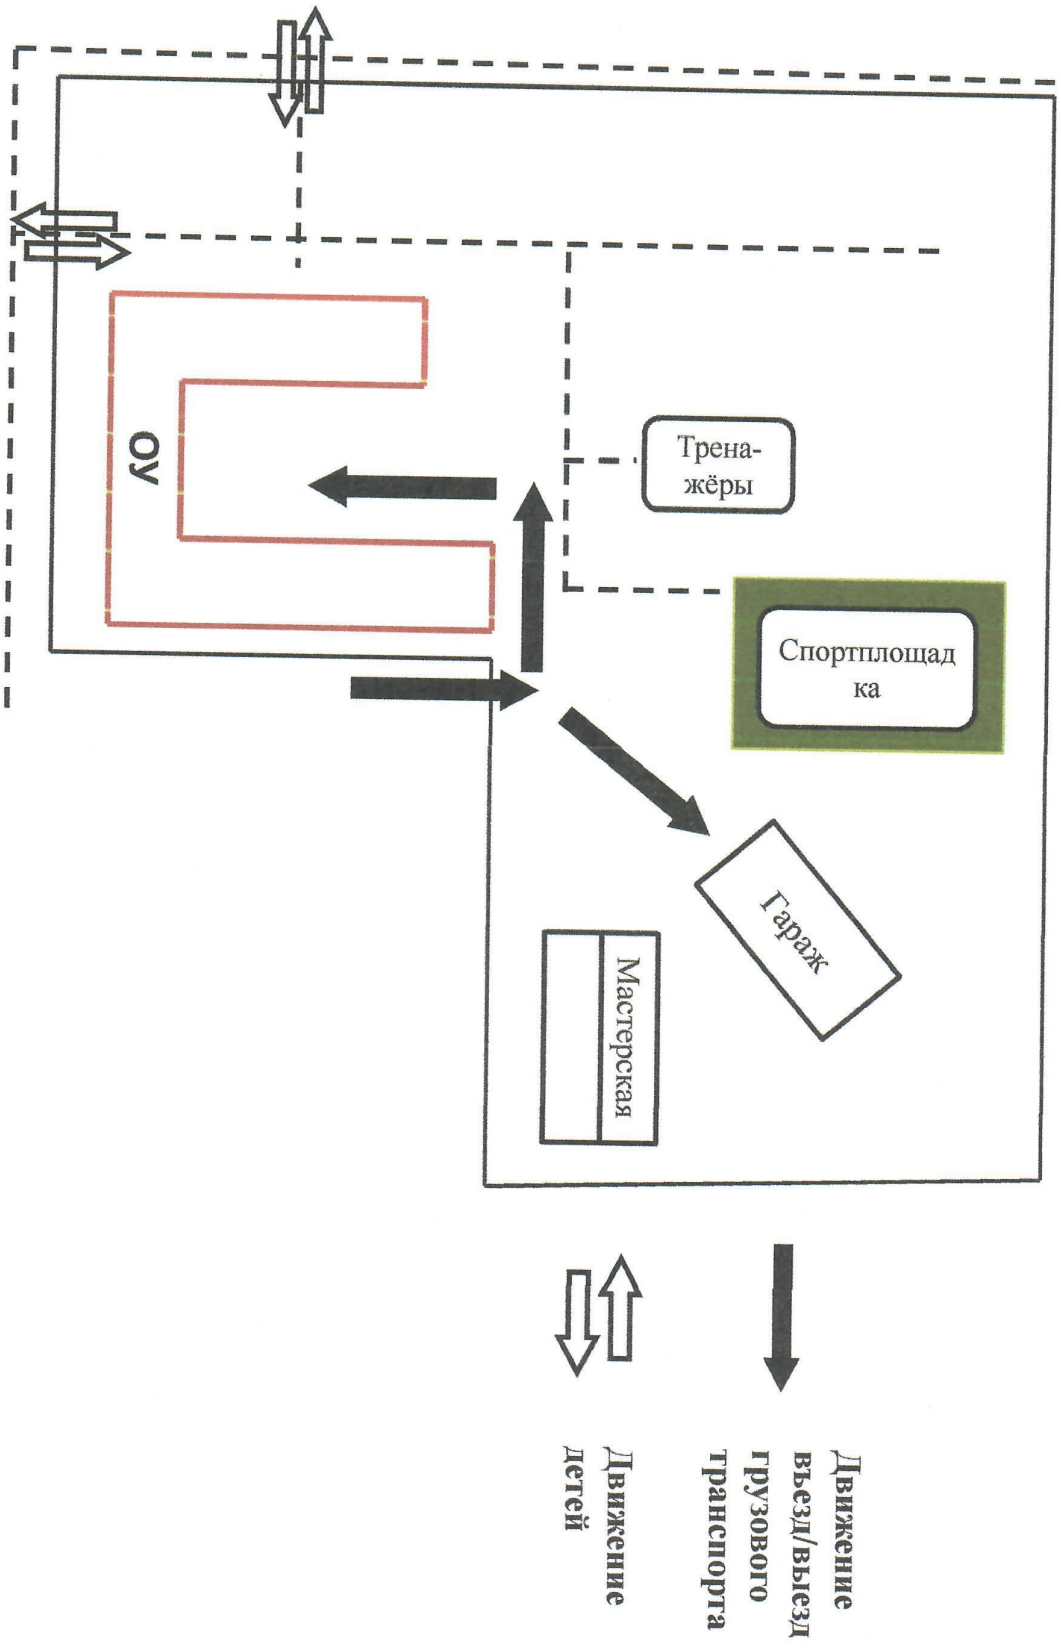 ОУ
Трена-
жёры
Спортплощад
ка
Гараж
Мастерская
Движение
въезд/выезд
грузового
транспорта
Движение
детей